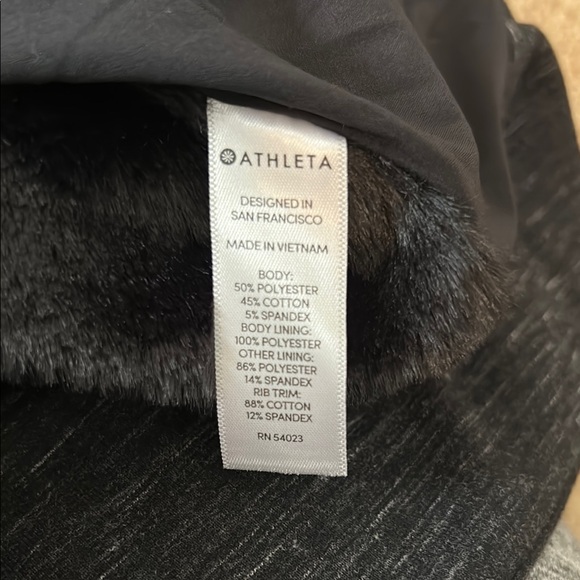 ATHLETA
DESIGNED IN
SAN FRANCISCO
MADE IN VIETNAM
BODY:
50% POLYESTER
45% COTTON
5% SPANDEX
BODY LINING:
100% POLYESTER
OTHER LINING:
86% POLYESTER
14% SPANDEX
RIB TRIM:
88% COTTON
12% SPANDEX
RN 54023